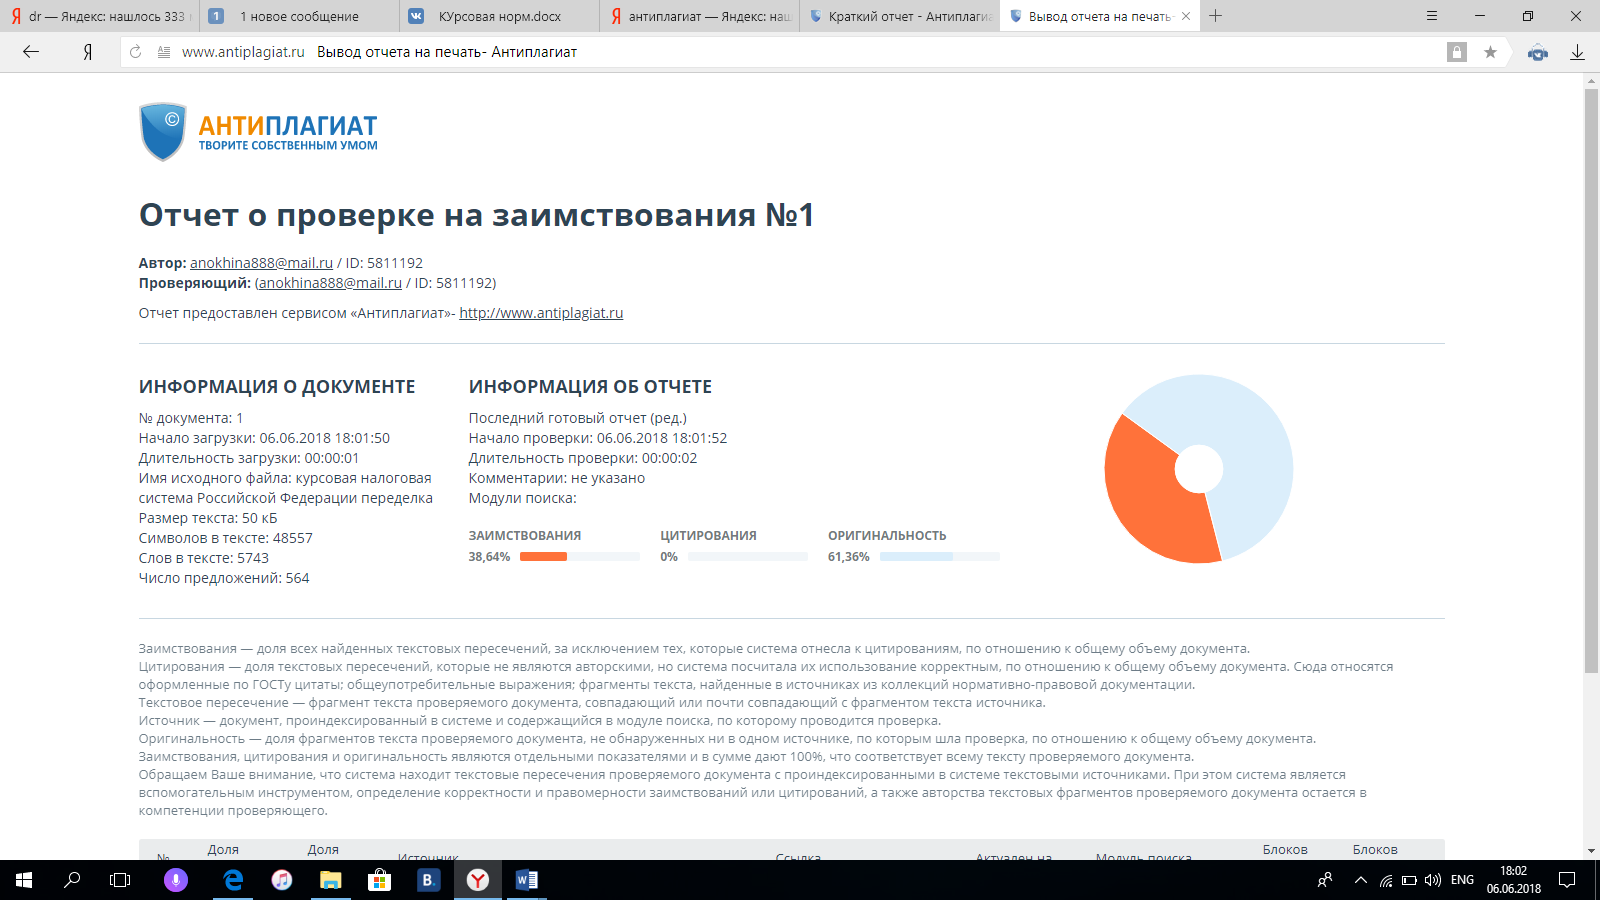 dr — Яндекс: нашлось 333
1 новое сообщение
КУрсовая норм.docx
антиплагиат — Яндекс: наш
Краткий отчет - Антиплагиа
Вывод отчета на печать-
www.antiplagiat.ru Вывод отчета на печать- Антиплагиат
АНТИПЛАГИАТ
ТВОРИТЕ СОБСТВЕННЫМ УМОМ
Отчет о проверке на заимствования №1
Автор: anokhina888@mail.ru / ID: 5811192
Проверяющий: (anokhina888@mail.ru / ID: 5811192)
Отчет предоставлен сервисом «Антиплагиат»- http://www.antiplagiat.ru
ИНФОРМАЦИЯ О ДОКУМЕНТЕ
№ документа: 1
Начало загрузки: 06.06.2018 18:01:50
Длительность загрузки: 00:00:01
Имя исходного файла: курсовая налоговая
система Российской Федерации переделка
Размер текста: 50 кБ
Символов в тексте: 48557
Слов в тексте: 5743
Число предложений: 564
ИНФОРМАЦИЯ ОБ ОТЧЕТЕ
Последний готовый отчет (ред.)
Начало проверки: 06.06.2018 18:01:52
Длительность проверки: 00:00:02
Комментарии: не указано
Модули поиска:
ЗАИМСТВОВАНИЯ
38,64%
ЦИТИРОВАНИЯ
0%
ОРИГИНАЛЬНОСТЬ
61,36%
Заимствования — доля всех найденных текстовых пересечений, за исключением тех, которые система отнесла к цитированиям, по отношению к общему объему документа.
Цитирования — доля текстовых пересечений, которые не являются авторскими, но система посчитала их использование корректным, по отношению к общему объему документа. Сюда относятся
оформленные по ГОСТу цитаты; общеупотребительные выражения; фрагменты текста, найденные в источниках из коллекций нормативно-правовой документации.
Текстовое пересечение — фрагмент текста проверяемого документа, совпадающий или почти совпадающий с фрагментом текста источника.
Источник — документ, проиндексированный в системе и содержащийся в модуле поиска, по которому проводится проверка.
Оригинальность — доля фрагментов текста проверяемого документа, не обнаруженных ни в одном источнике, по которым шла проверка, по отношению к общему объему документа.
Заимствования, цитирования и оригинальность являются отдельными показателями и в сумме дают 100%, что соответствует всему тексту проверяемого документа.
Обращаем Ваше внимание, что система находит текстовые пересечения проверяемого документа с проиндексированными в системе текстовыми источниками. При этом система является
вспомогательным инструментом, определение корректности и правомерности заимствований или цитирований, а также авторства текстовых фрагментов проверяемого документа остается в
компетенции проверяющего.
№ Доля Доля Источник Ссылка Актуален на Модуль поиска Блоков Блоков
ENG
18:02
06.06.2018